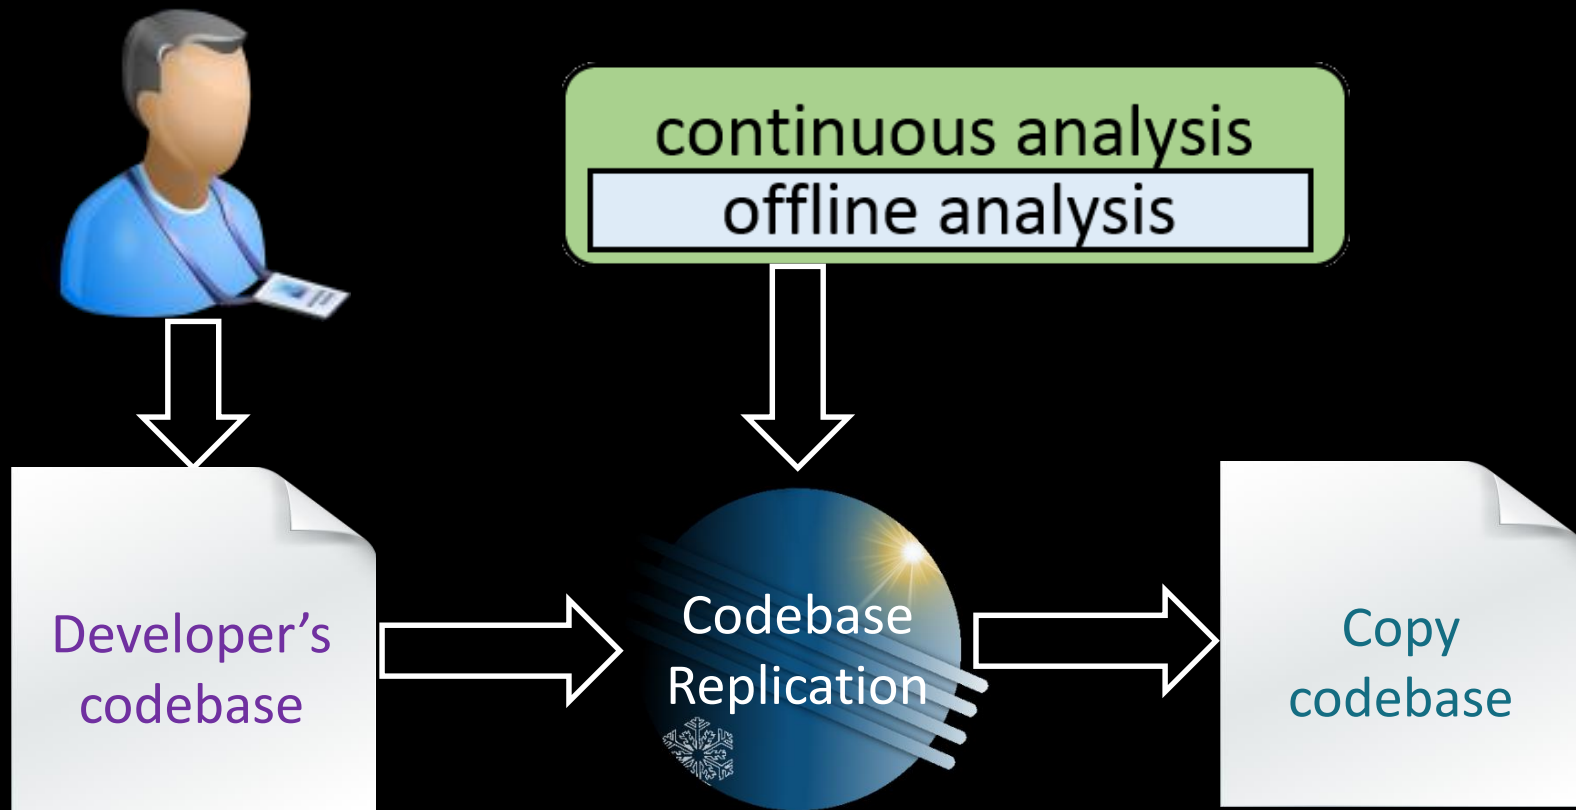 continuous analysis
offline analysis
Developer’s
codebase
Codebase
Replication
Copy
codebase